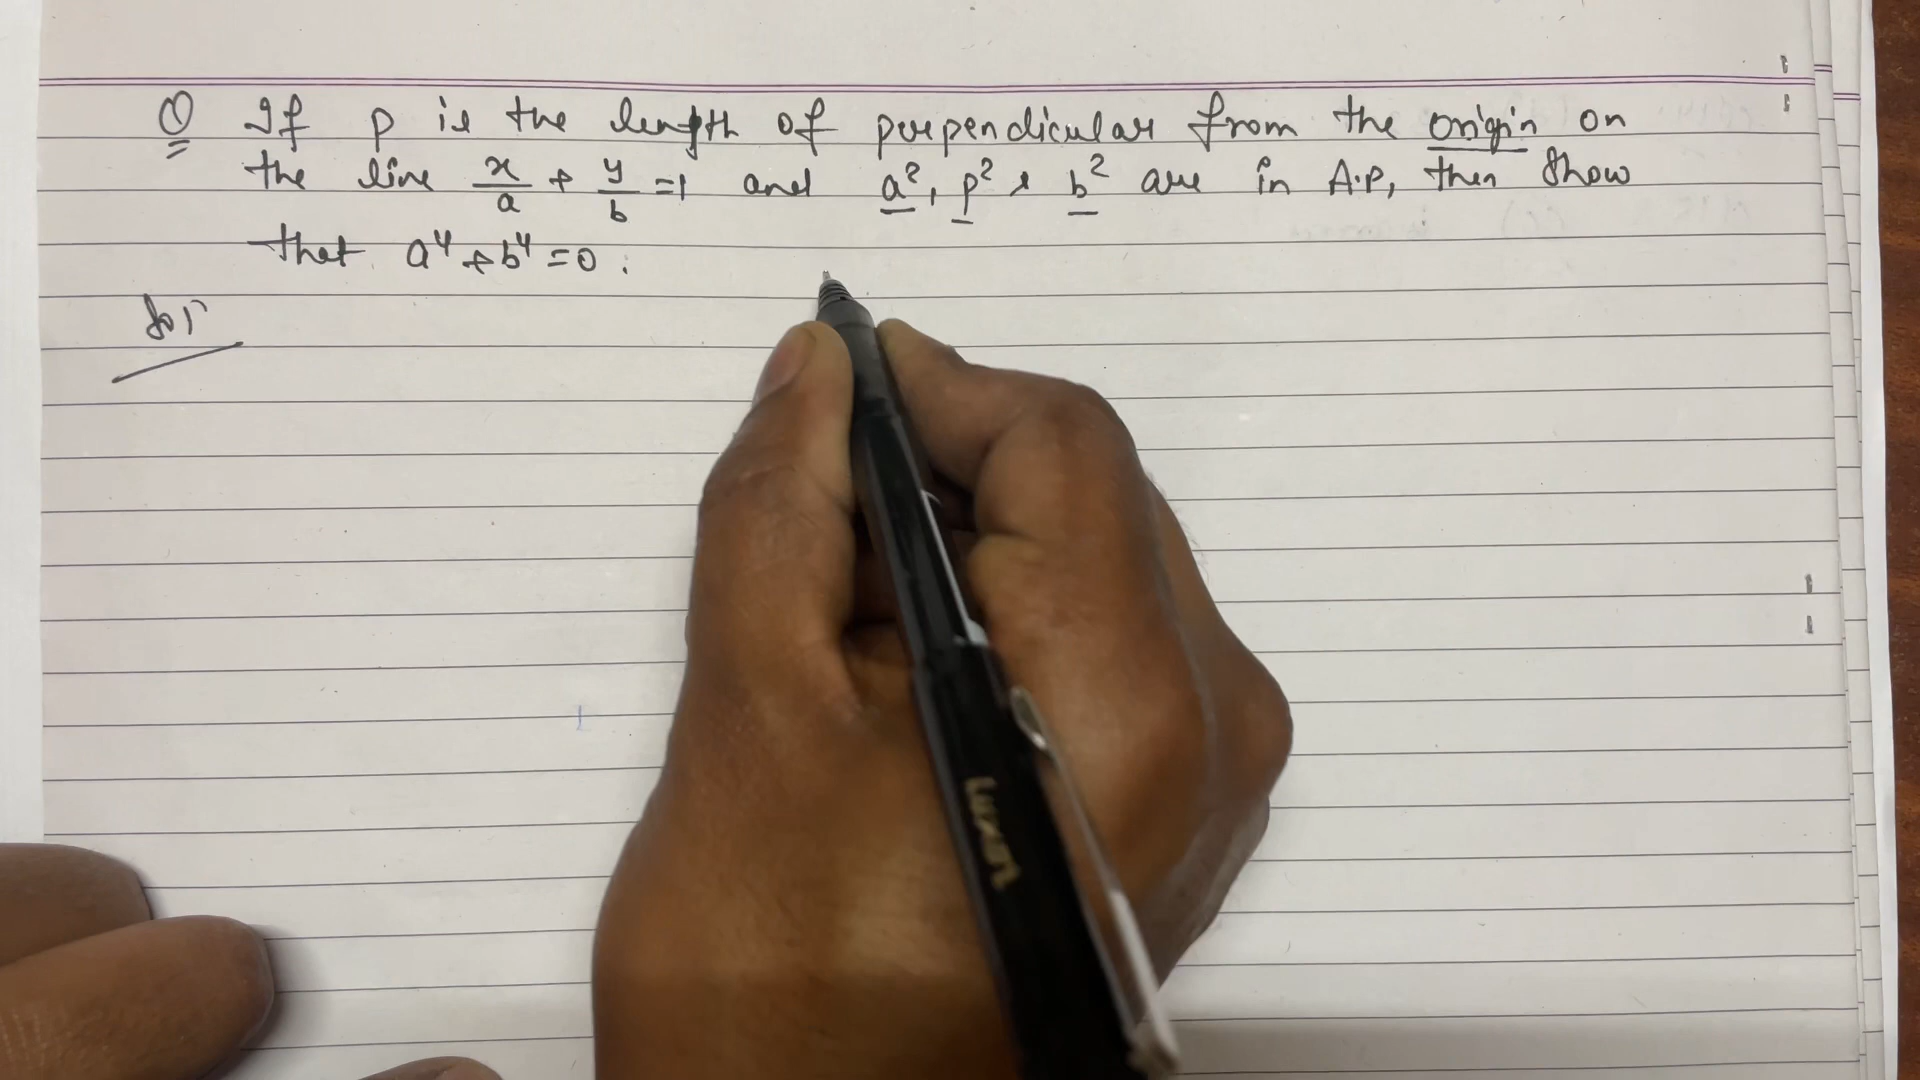 Q If p is the length of perpendicular from the origin on
the line x/a + y/b =1 and a², p² & b² are in A.P, then show
that a⁴+b⁴=0.
Sol
Luxor